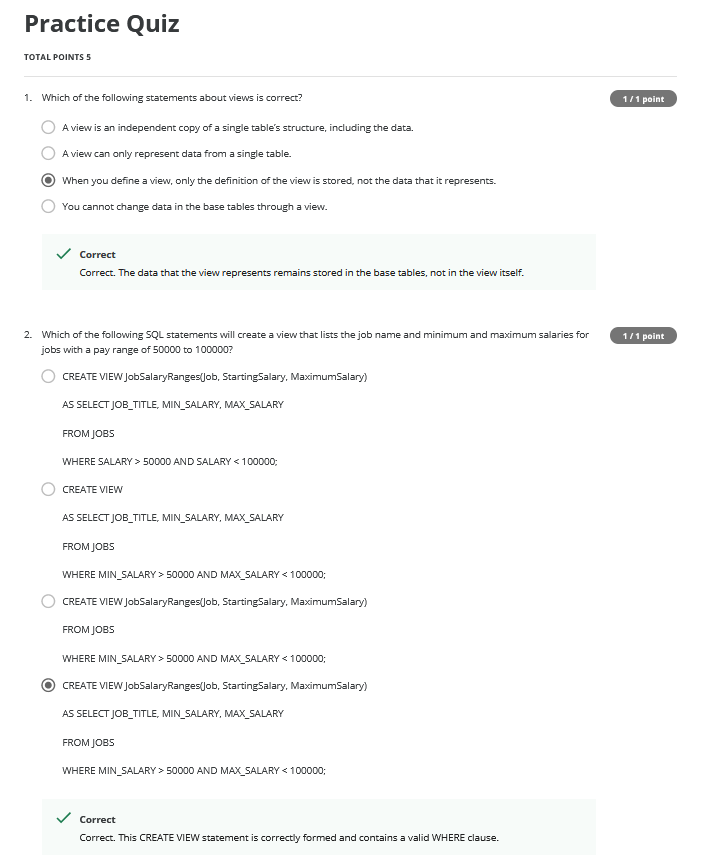 Practice Quiz
TOTAL POINTS 5
1. Which of the following statements about views is correct?
1 / 1 point
A view is an independent copy of a single table's structure, including the data.
A view can only represent data from a single table.
When you define a view, only the definition of the view is stored, not the data that it represents.
You cannot change data in the base tables through a view.
Correct
Correct. The data that the view represents remains stored in the base tables, not in the view itself.
2. Which of the following SQL statements will create a view that lists the job name and minimum and maximum salaries for
jobs with a pay range of 50000 to 100000?
1 / 1 point
CREATE VIEW JobSalaryRanges(Job, StartingSalary, MaximumSalary)
AS SELECT JOB_TITLE, MIN_SALARY, MAX_SALARY
FROM JOBS
WHERE SALARY > 50000 AND SALARY < 100000;
CREATE VIEW
AS SELECT JOB_TITLE, MIN_SALARY, MAX_SALARY
FROM JOBS
WHERE MIN_SALARY > 50000 AND MAX_SALARY < 100000;
CREATE VIEW JobSalaryRanges(Job, StartingSalary, MaximumSalary)
FROM JOBS
WHERE MIN_SALARY > 50000 AND MAX_SALARY < 100000;
CREATE VIEW JobSalaryRanges(Job, StartingSalary, MaximumSalary)
AS SELECT JOB_TITLE, MIN_SALARY, MAX_SALARY
FROM JOBS
WHERE MIN_SALARY > 50000 AND MAX_SALARY < 100000;
Correct
Correct. This CREATE VIEW statement is correctly formed and contains a valid WHERE clause.